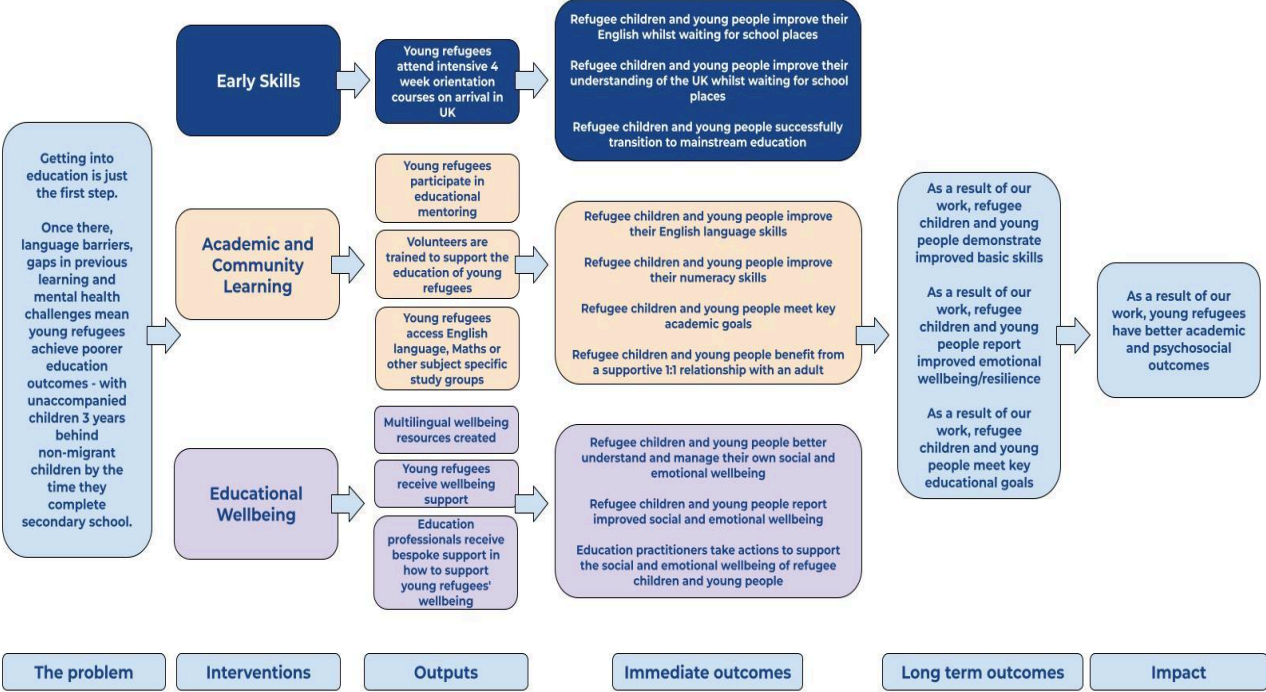 Getting into
education is just
the first step.
Once there,
language barriers,
gaps in previous
learning and
mental health
challenges mean
young refugees
achieve poorer
education
outcomes - with
unaccompanied
children 3 years
behind
non-migrant
children by the
time they
complete
secondary school.
Early Skills
Young refugees
attend intensive 4
week orientation
courses on arrival in
UK
Refugee children and young people improve their
English whilst waiting for school places
Refugee children and young people improve their
understanding of the UK whilst waiting for school
places
Refugee children and young people successfully
transition to mainstream education
Academic and
Community
Learning
Young refugees
participate in
educational
mentoring
Volunteers are
trained to support the
education of young
refugees
Young refugees
access English
language, Maths or
other subject specific
study groups
Refugee children and young people improve
their English language skills
Refugee children and young people improve
their numeracy skills
Refugee children and young people meet key
academic goals
Refugee children and young people benefit from
a supportive 1:1 relationship with an adult
Educational
Wellbeing
Multilingual wellbeing
resources created
Young refugees
receive wellbeing
support
Education
professionals receive
bespoke support in
how to support
young refugees'
wellbeing
Refugee children and young people better
understand and manage their own social and
emotional wellbeing
Refugee children and young people report
improved social and emotional wellbeing
Education practitioners take actions to support
the social and emotional wellbeing of refugee
children and young people
As a result of our
work, refugee
children and young
people demonstrate
improved basic skills
As a result of our
work, refugee
children and young
people report
improved emotional
wellbeing/resilience
As a result of our
work, refugee
children and young
people meet key
educational goals
As a result of our
work, young refugees
have better academic
and psychosocial
outcomes
The problem
Interventions
Outputs
Immediate outcomes
Long term outcomes
Impact